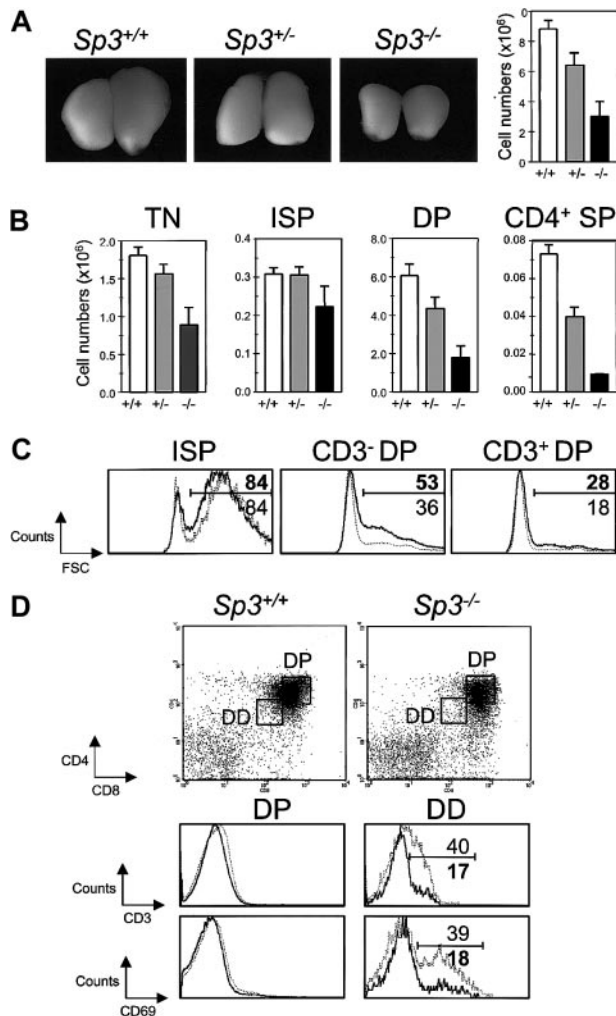 A
Sp3+/+ Sp3+/- Sp3-/-
Cell numbers (x10⁶)
10
8
6
4
2
0
+/+ +/- -/-
B
TN ISP DP CD4+ SP
Cell numbers (x10⁶)
2.0
1.5
1.0
0.5
0
+/+ +/- -/-
0.4
0.3
0.2
0.1
0.0
+/+ +/- -/-
8.0
6.0
4.0
2.0
0.0
+/+ +/- -/-
0.08
0.06
0.04
0.02
0.00
+/+ +/- -/-
C
ISP CD3- DP CD3+ DP
84 53 28
84 36 18
Counts
FSC
D
Sp3+/+ Sp3-/-
DP DP
DD DD
CD4
CD8
DP DD
40
17
Counts
CD3
39
18
Counts
CD69